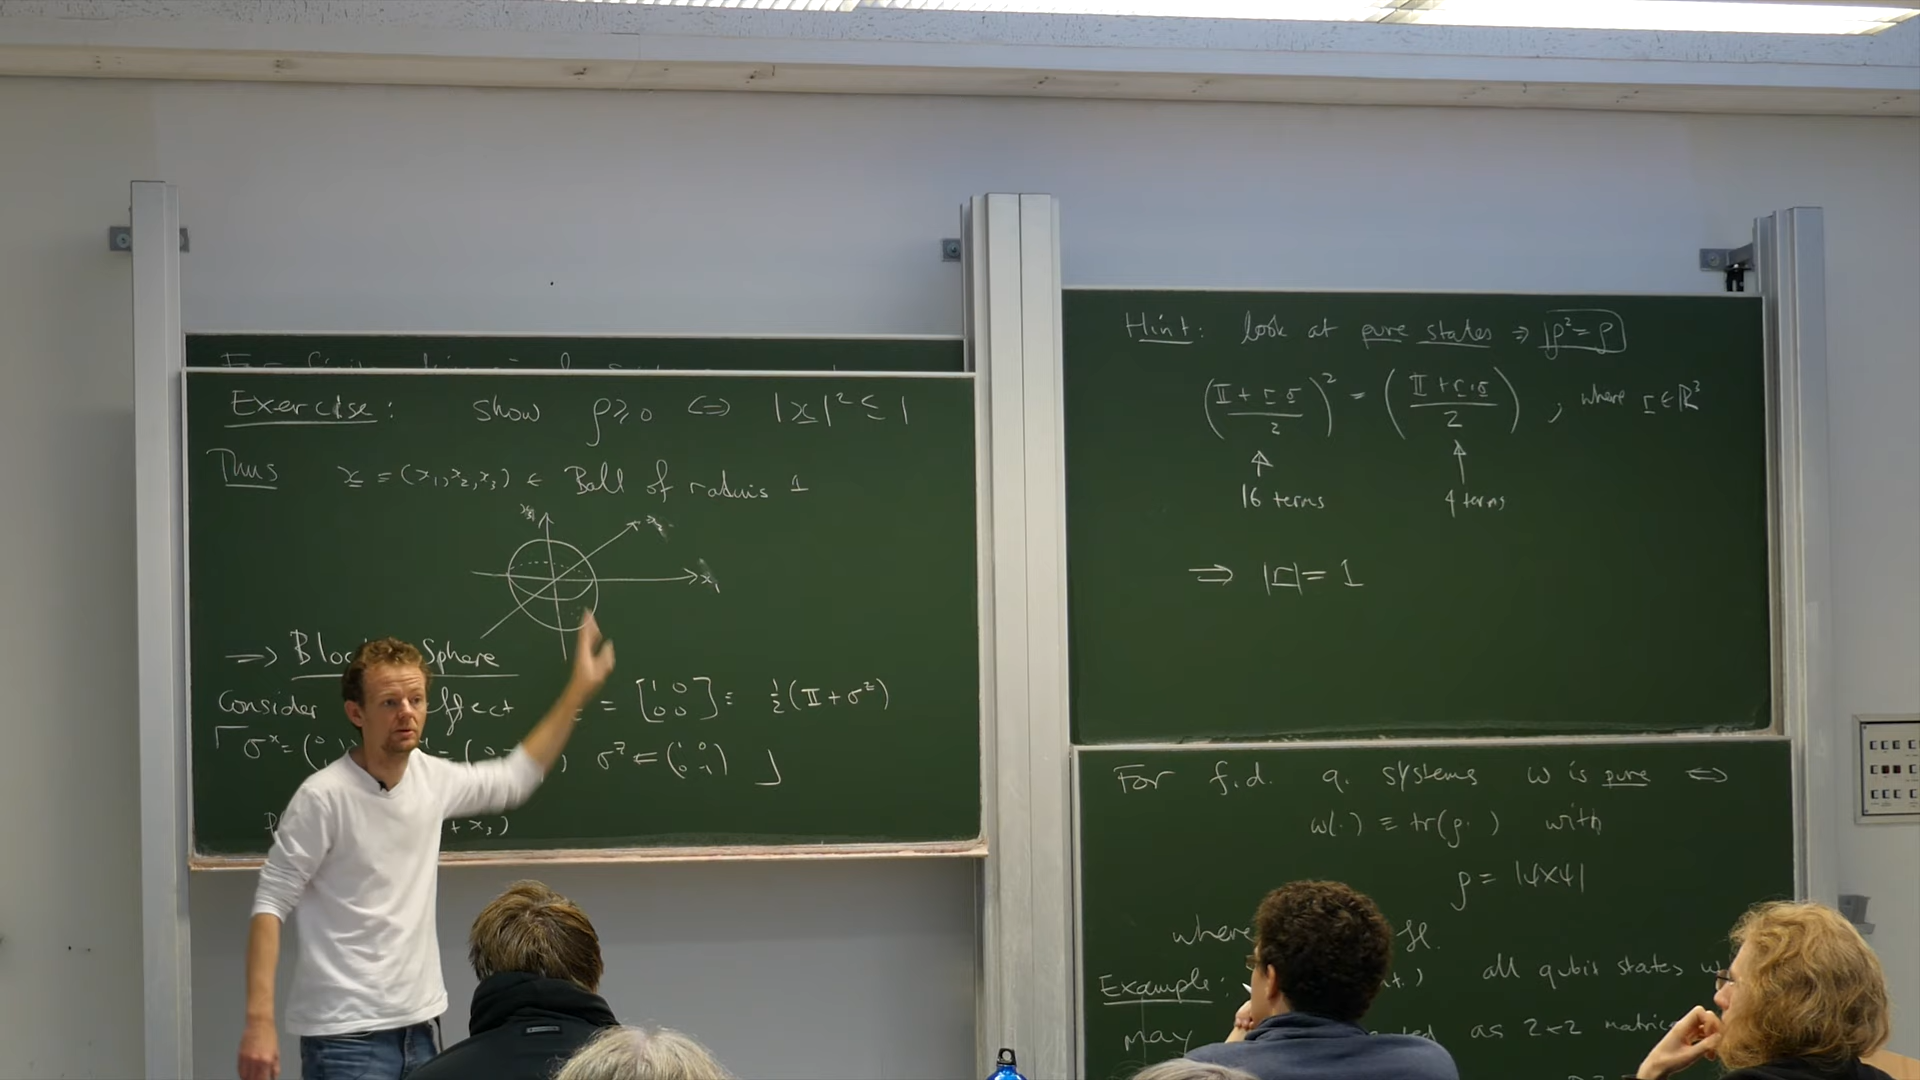 Exercise: show ρ ≥ 0 ⇔ |x|² ≤ 1
Thus x = (x₁, x₂, x₃) ∈ Ball of radius 1
x₃
x₁
⇒ Sphere
Consider effect = [1 0 0 0] = ½(𝕀 + σᶻ)
σˣ = σᶻ = (1 0 0 -1)
+ x₃)
Hint: look at pure states ⇒ ρ² = ρ
((𝕀 + r·σ)/2)² = ((𝕀 + r·σ)/2), where r ∈ ℝ³
16 terms 4 terms
⇒ |r| = 1
For f.d. q. systems ω is pure ⇔
ω(·) ≡ tr(ρ·) with
ρ = |ψ⟩⟨ψ|
where ℋ.
Example: all qubit states
may as 2×2